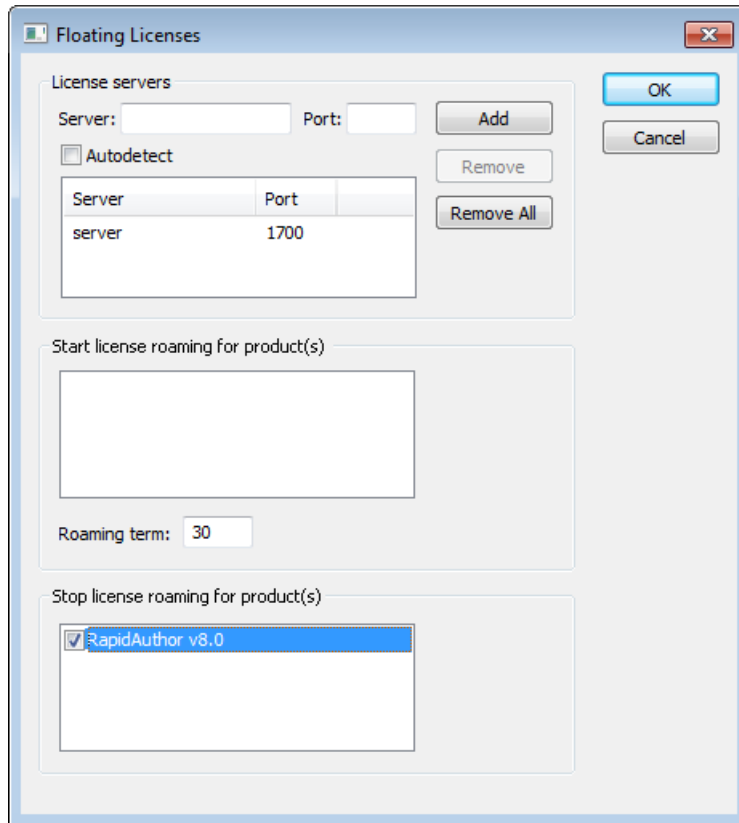 Floating Licenses
License servers
OK
Server:
Port:
Add
Cancel
Autodetect
Remove
Server Port
Remove All
server 1700
Start license roaming for product(s)
Roaming term: 30
Stop license roaming for product(s)
RapidAuthor v8.0